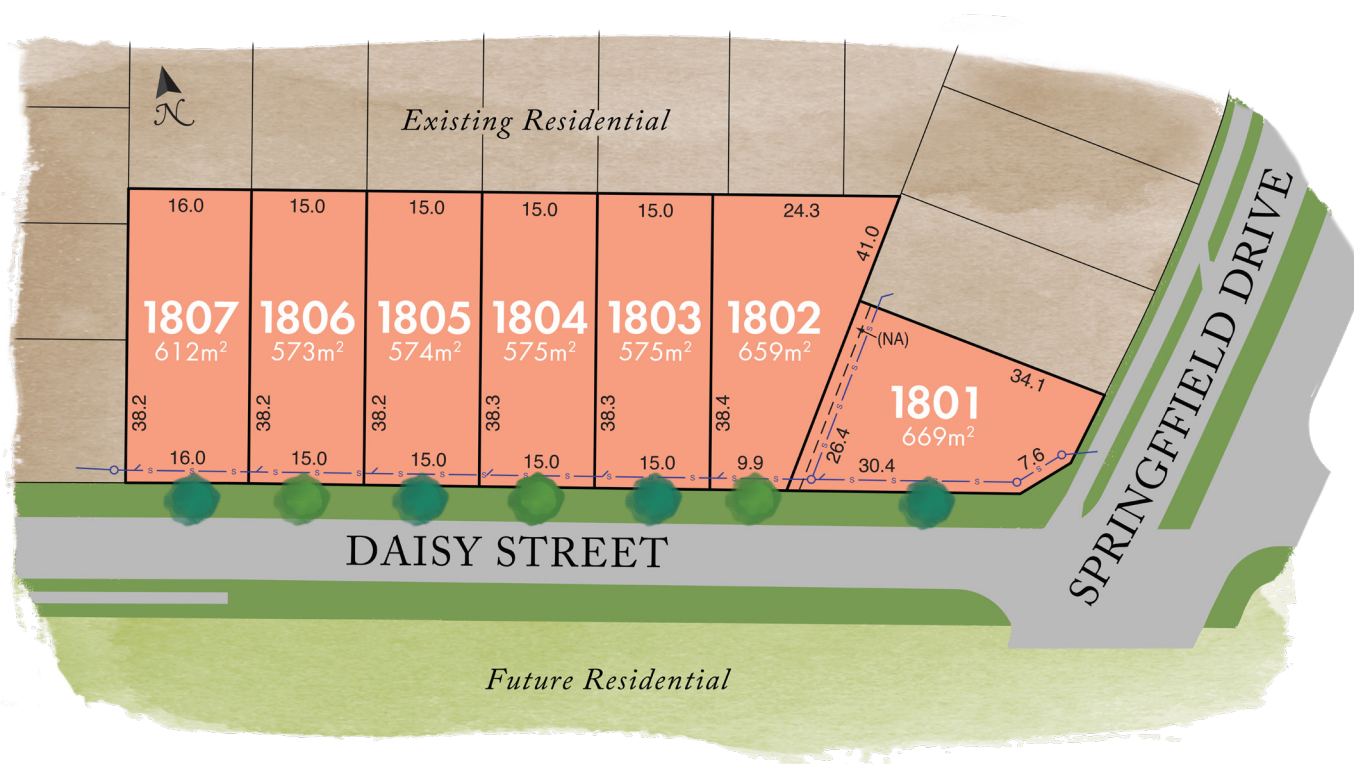 N
Existing Residential
16.0
15.0
15.0
15.0
15.0
24.3
41.0
1807
612m²
38.2
16.0
1806
573m²
38.2
15.0
1805
574m²
38.2
15.0
1804
575m²
38.3
15.0
1803
575m²
38.3
15.0
1802
659m²
38.4
9.9
(NA)
34.1
1801
669m²
26.4
30.4
7.6
s s s s s s s s s s s s s s s s s
DAISY STREET
SPRINGFFIELD DRIVE
Future Residential